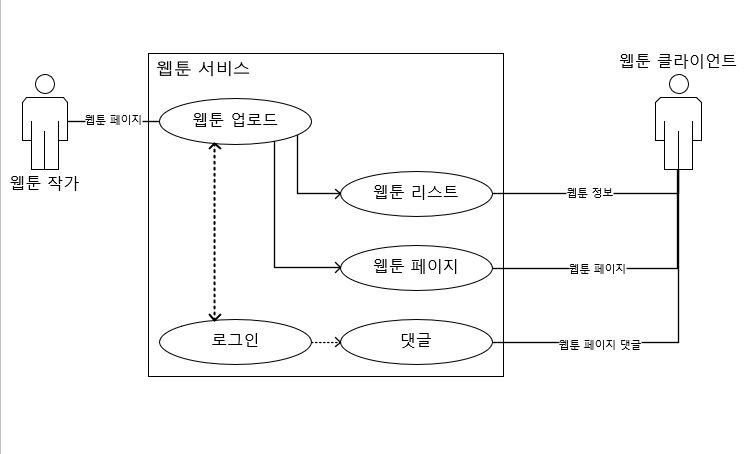 웹툰 클라이언트
웹툰 서비스
웹툰 페이지
웹툰 업로드
웹툰 작가
웹툰 리스트
웹툰 정보
웹툰 페이지
웹툰 페이지
로그인
댓글
웹툰 페이지 댓글